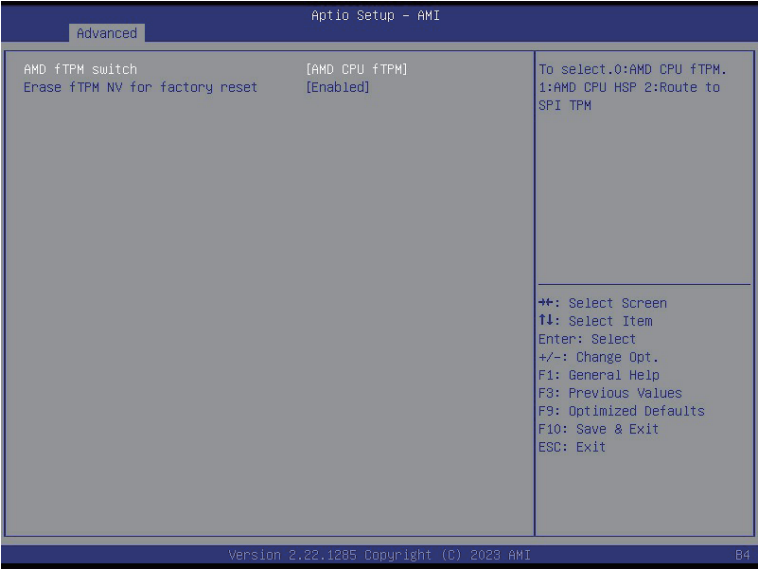 Aptio Setup – AMI
Advanced
AMD fTPM switch [AMD CPU fTPM]
Erase fTPM NV for factory reset [Enabled]
To select.0:AMD CPU fTPM.
1:AMD CPU HSP 2:Route to
SPI TPM
→←: Select Screen
↑↓: Select Item
Enter: Select
+/-: Change Opt.
F1: General Help
F3: Previous Values
F9: Optimized Defaults
F10: Save & Exit
ESC: Exit
Version 2.22.1285 Copyright (C) 2023 AMI
B4